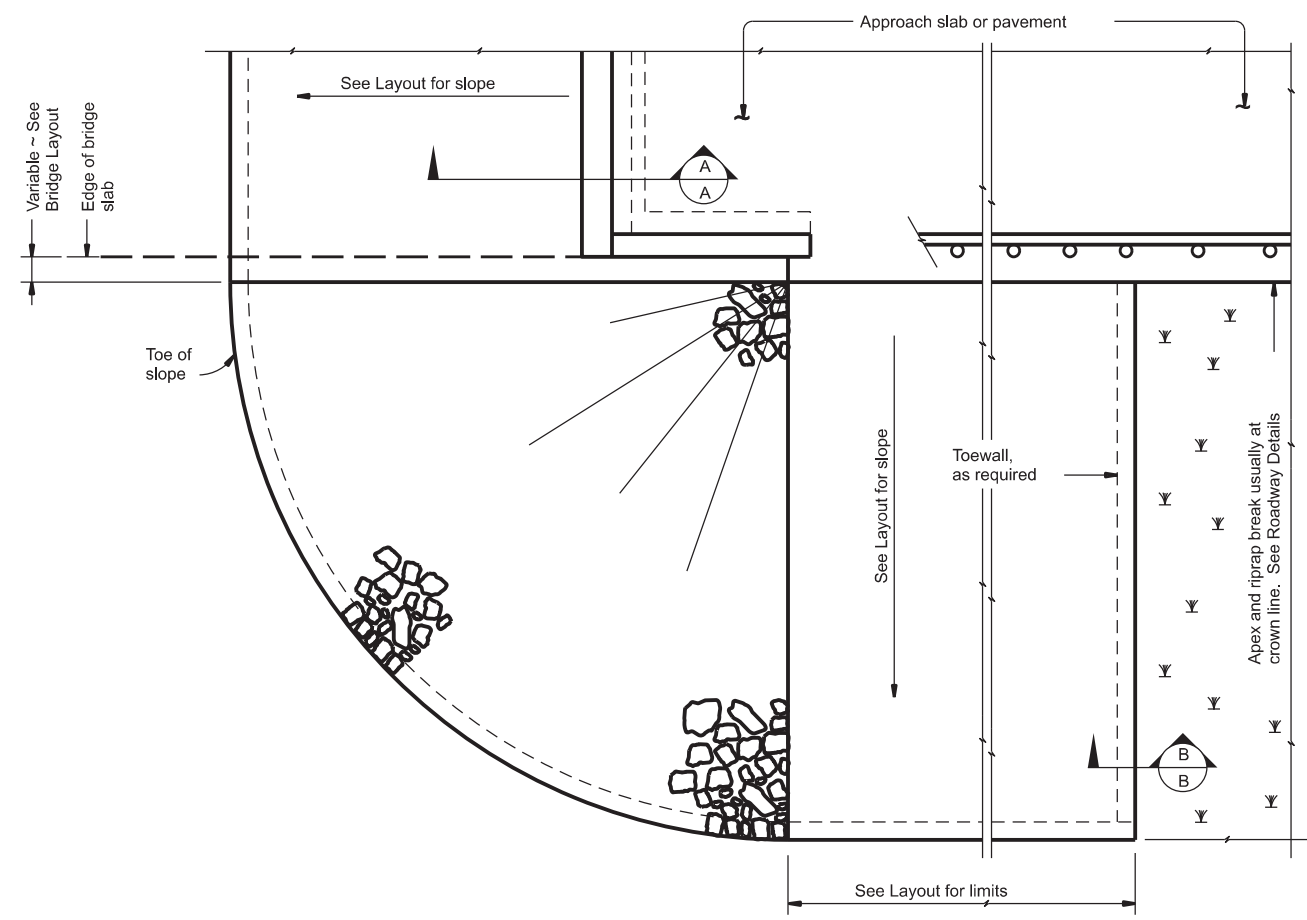 Approach slab or pavement
See Layout for slope
Variable ~ See
Bridge Layout
Edge of bridge
slab
A
A
Toe of
slope
See Layout for slope
Toewall,
as required
Apex and riprap break usually at
crown line. See Roadway Details
B
B
See Layout for limits